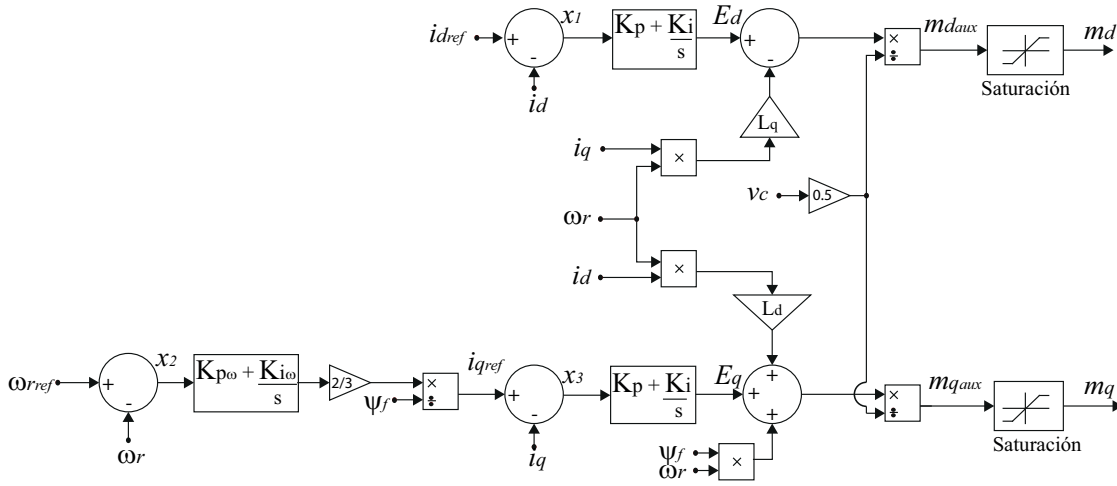 idref
+
-
x1
id
Kp + Ki
s
Ed
+
-
Lq
×
÷
mdaux
Saturación
md
iq
×
ωr
vc
0.5
id
×
Ld
ωrref
+
-
x2
ωr
Kpω + Kiω
s
2/3
ψf
×
÷
iqref
+
-
x3
iq
Kp + Ki
s
Eq
+
+
+
ψf
ωr
×
×
÷
mqaux
Saturación
mq